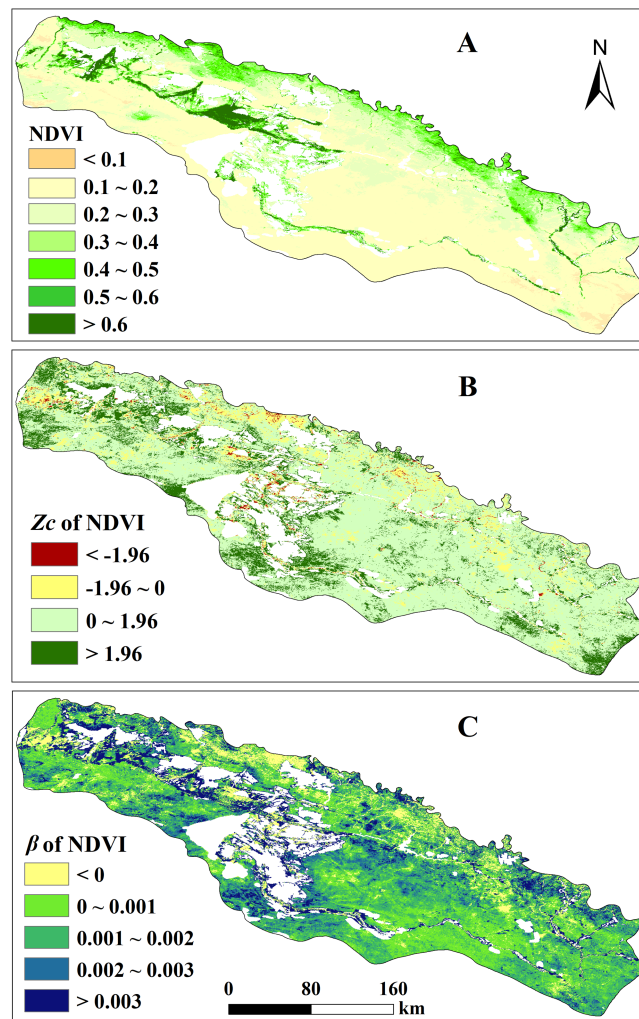 A
N
NDVI
< 0.1
0.1 ~ 0.2
0.2 ~ 0.3
0.3 ~ 0.4
0.4 ~ 0.5
0.5 ~ 0.6
> 0.6
B
Zc of NDVI
< -1.96
-1.96 ~ 0
0 ~ 1.96
> 1.96
C
β of NDVI
< 0
0 ~ 0.001
0.001 ~ 0.002
0.002 ~ 0.003
> 0.003
0 80 160
km